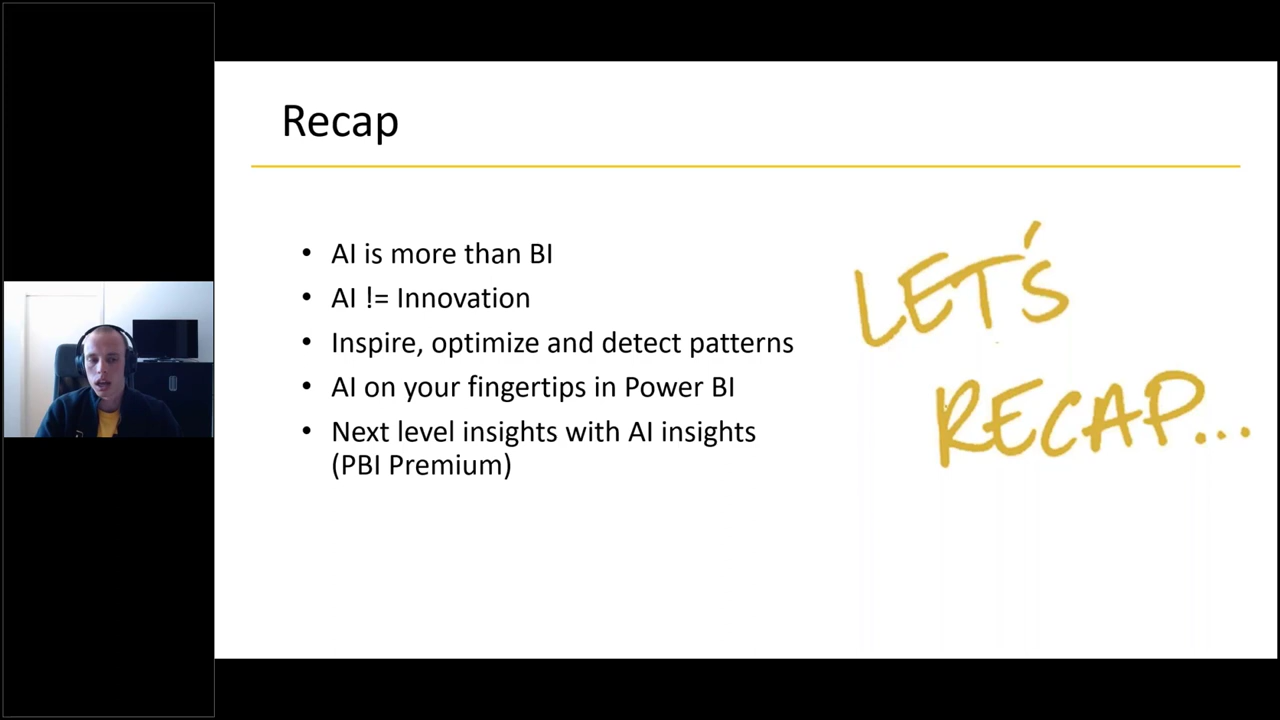 Recap
• AI is more than BI
• AI != Innovation
• Inspire, optimize and detect patterns
• AI on your fingertips in Power BI
• Next level insights with AI insights
(PBI Premium)
LET'S
RECAP...